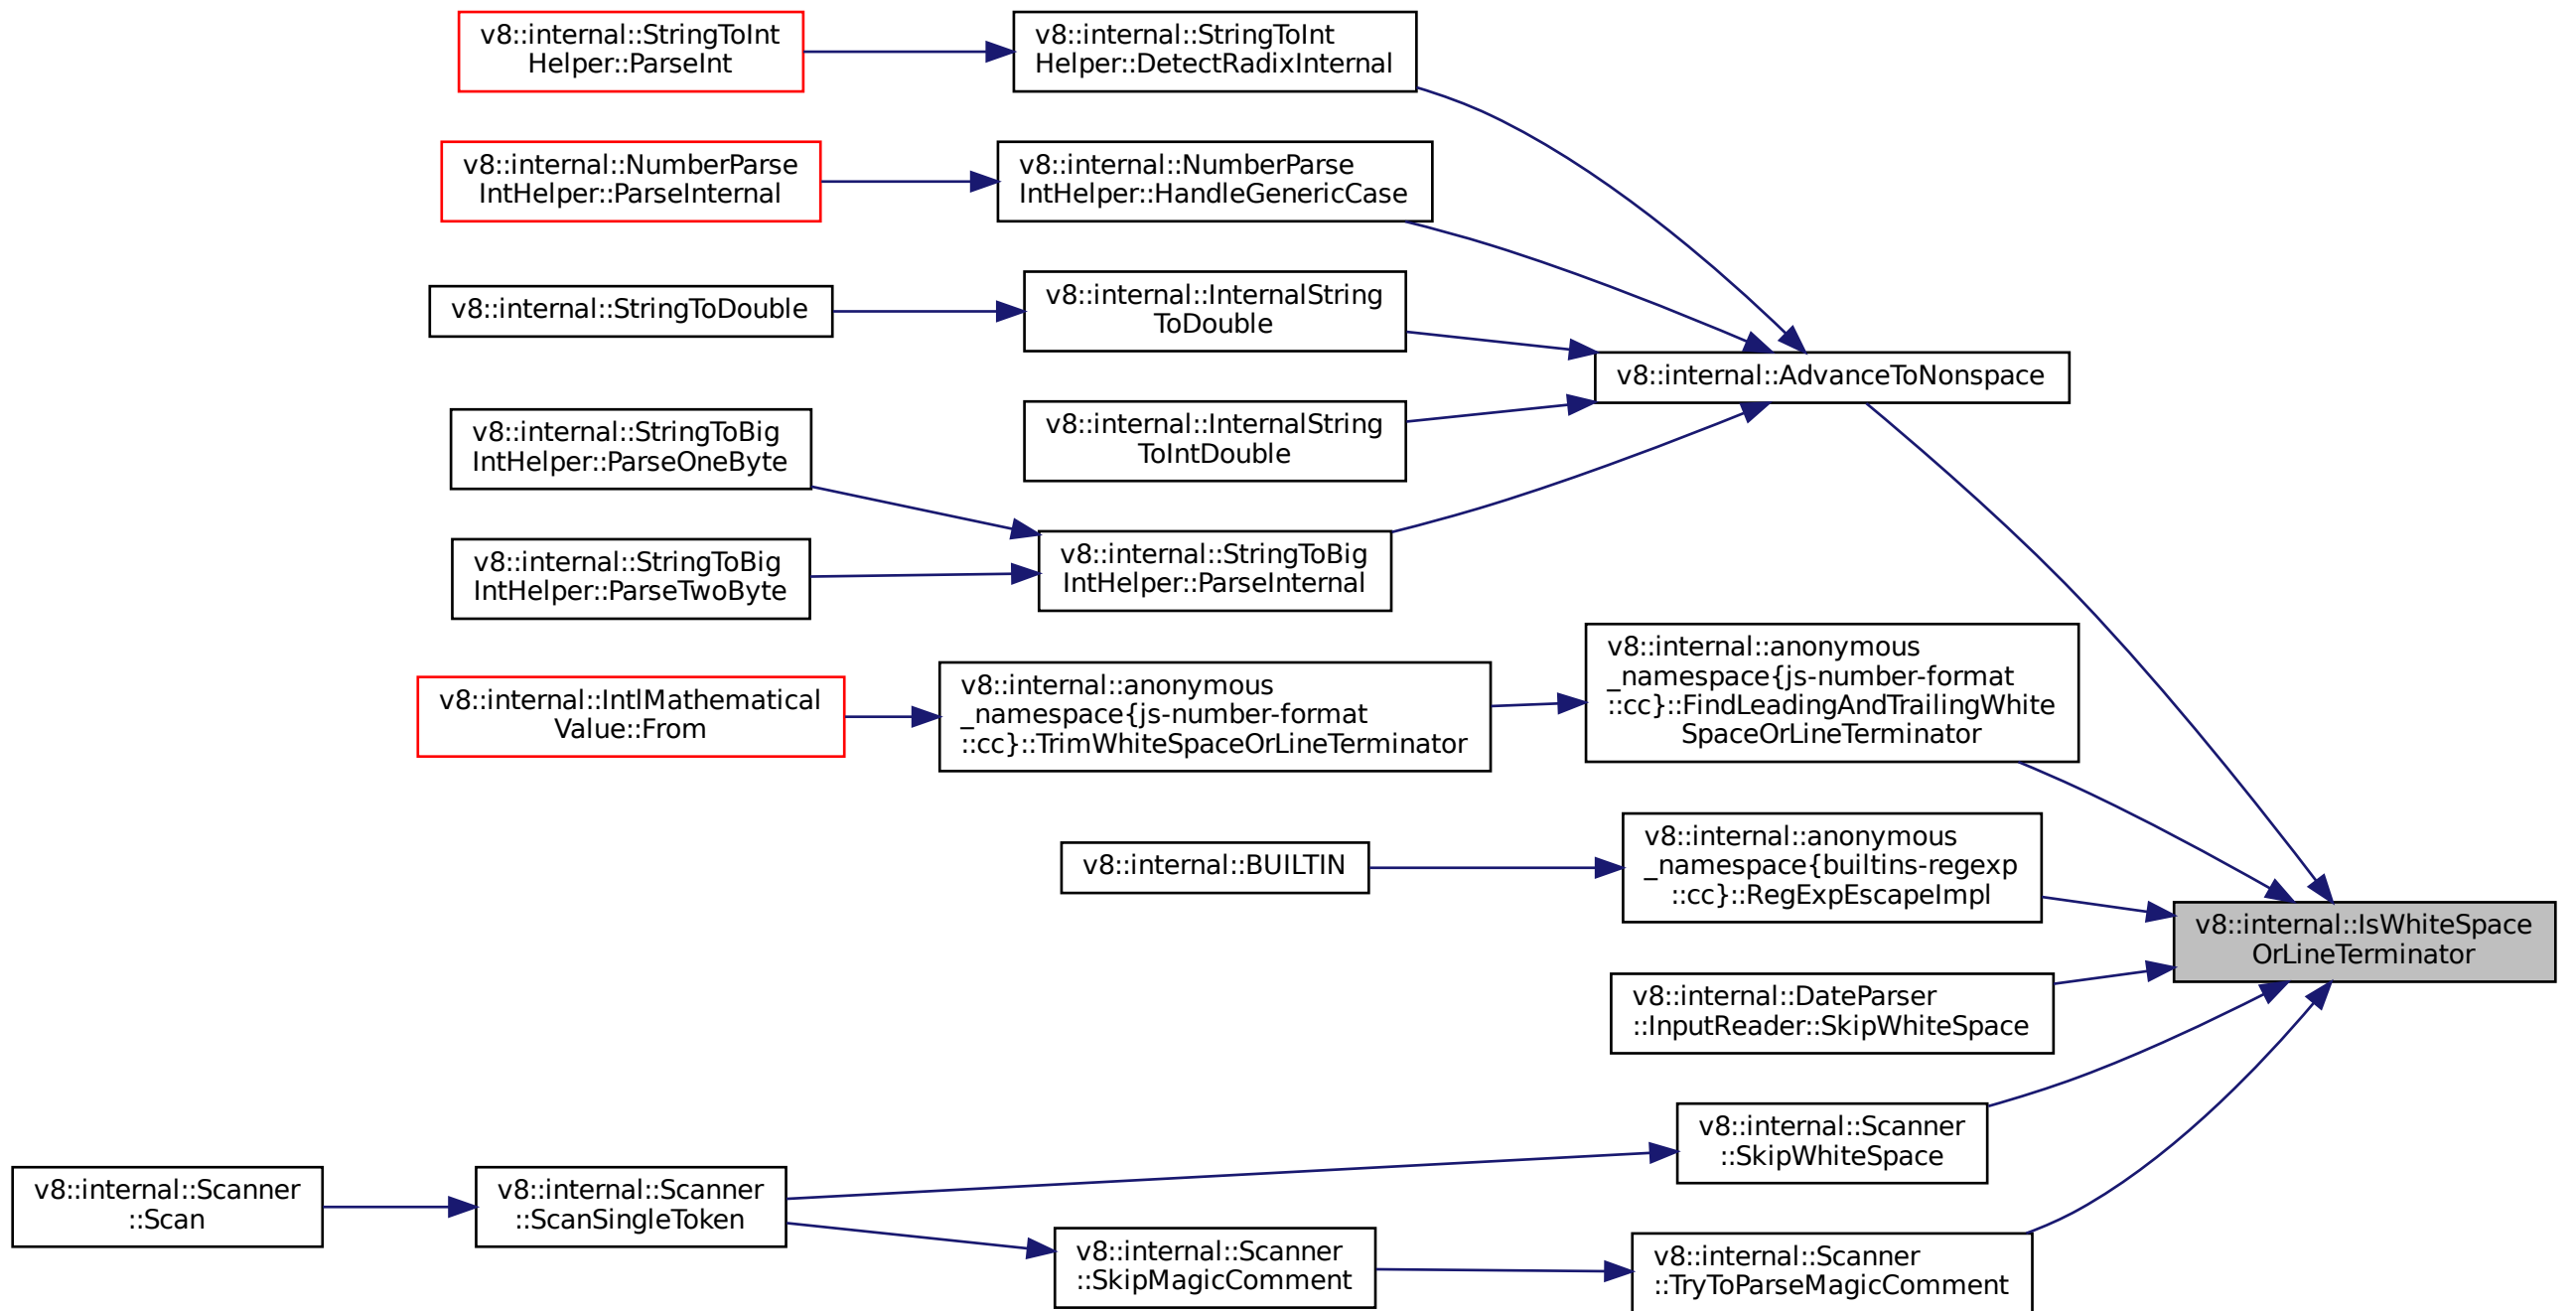 v8::internal::StringToInt
Helper::ParseInt
v8::internal::StringToInt
Helper::DetectRadixInternal
v8::internal::NumberParse
IntHelper::ParseInternal
v8::internal::NumberParse
IntHelper::HandleGenericCase
v8::internal::StringToDouble
v8::internal::InternalString
ToDouble
v8::internal::AdvanceToNonspace
v8::internal::InternalString
ToIntDouble
v8::internal::StringToBig
IntHelper::ParseOneByte
v8::internal::StringToBig
IntHelper::ParseTwoByte
v8::internal::StringToBig
IntHelper::ParseInternal
v8::internal::IntlMathematical
Value::From
v8::internal::anonymous
_namespace{js-number-format
::cc}::TrimWhiteSpaceOrLineTerminator
v8::internal::anonymous
_namespace{js-number-format
::cc}::FindLeadingAndTrailingWhite
SpaceOrLineTerminator
v8::internal::BUILTIN
v8::internal::anonymous
_namespace{builtins-regexp
::cc}::RegExpEscapeImpl
v8::internal::IsWhiteSpace
OrLineTerminator
v8::internal::DateParser
::InputReader::SkipWhiteSpace
v8::internal::Scanner
::SkipWhiteSpace
v8::internal::Scanner
::Scan
v8::internal::Scanner
::ScanSingleToken
v8::internal::Scanner
::SkipMagicComment
v8::internal::Scanner
::TryToParseMagicComment